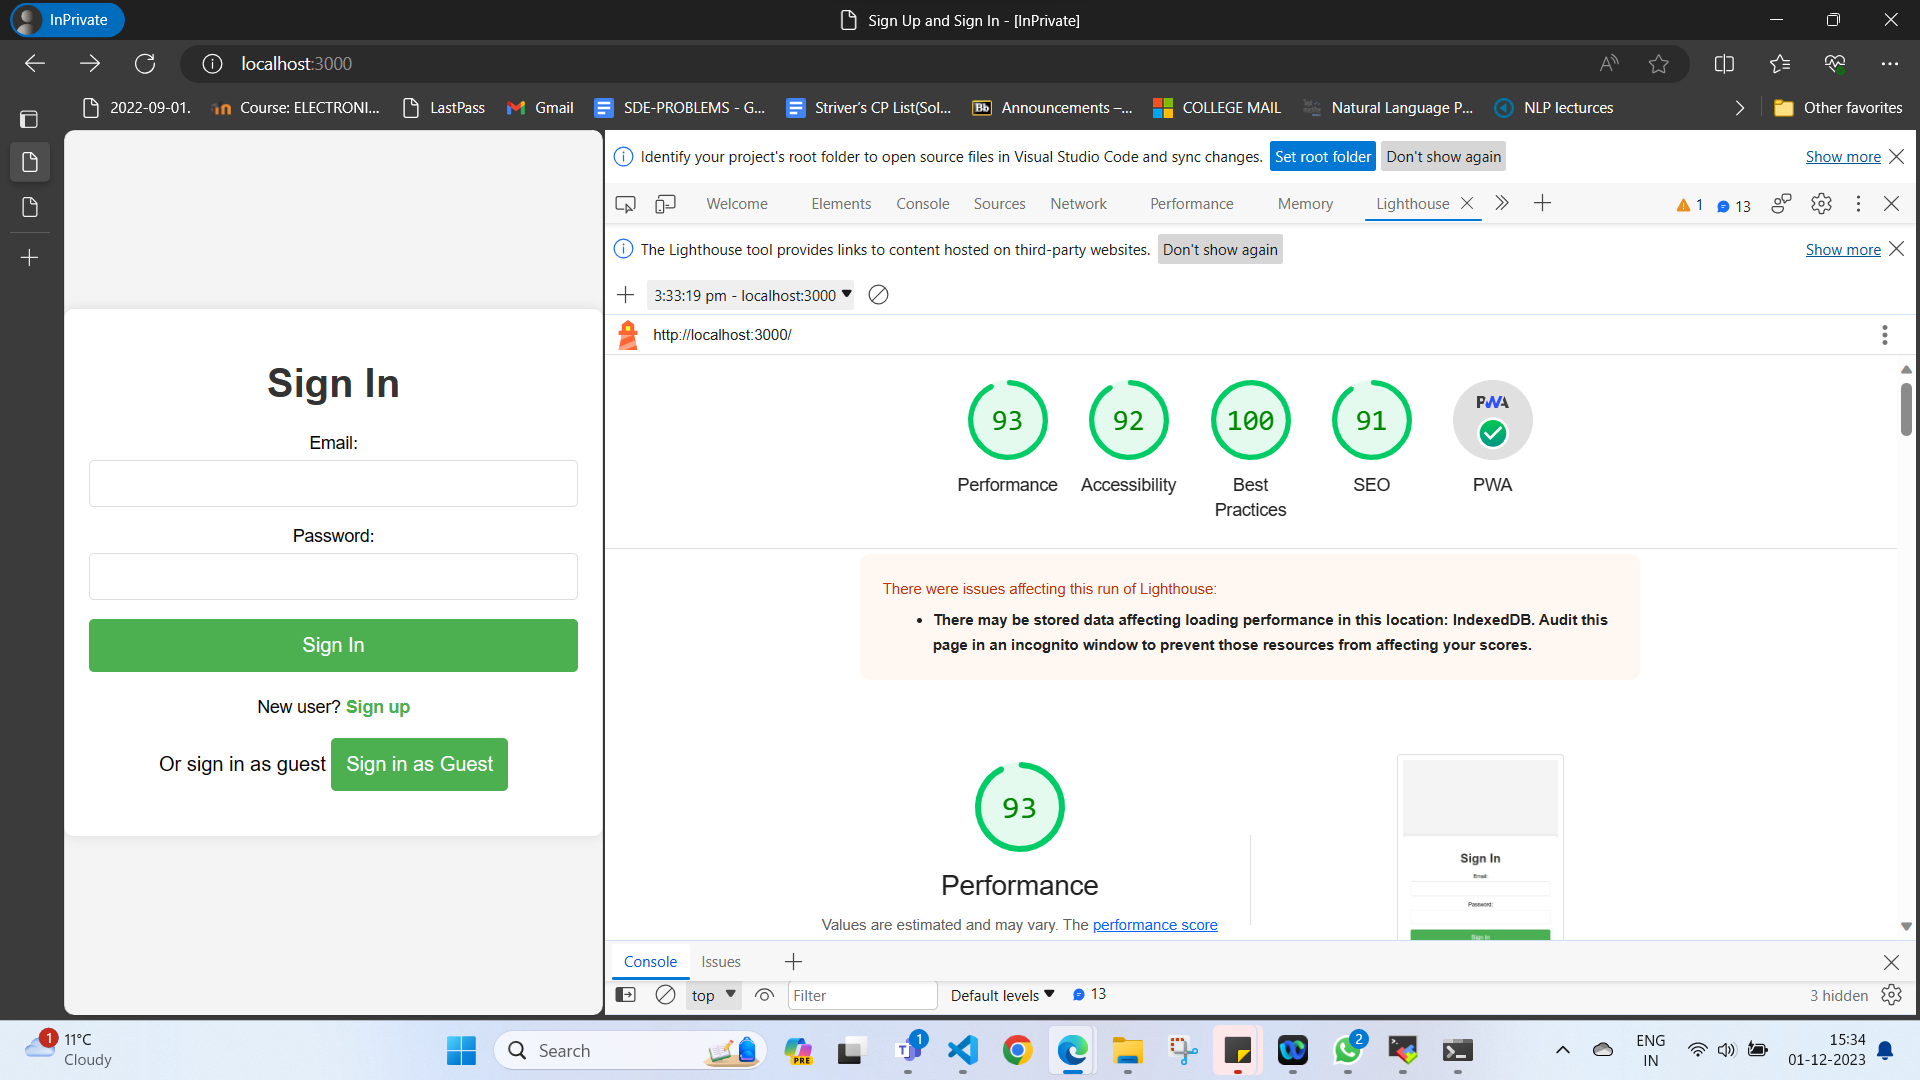 InPrivate
Sign Up and Sign In - [InPrivate]
localhost:3000
2022-09-01.
Course: ELECTRONI...
LastPass
Gmail
SDE-PROBLEMS - G...
Striver's CP List(Sol...
Bb
Announcements –...
COLLEGE MAIL
Natural Language P...
NLP lecturces
Other favorites
Identify your project's root folder to open source files in Visual Studio Code and sync changes.
Set root folder
Don't show again
Show more
Welcome
Elements
Console
Sources
Network
Performance
Memory
Lighthouse
1
13
The Lighthouse tool provides links to content hosted on third-party websites.
Don't show again
Show more
3:33:19 pm - localhost:3000
http://localhost:3000/
Sign In
Email:
Password:
Sign In
New user? Sign up
Or sign in as guest
Sign in as Guest
93
92
100
91
PWA
Performance
Accessibility
Best
Practices
SEO
PWA
There were issues affecting this run of Lighthouse:
There may be stored data affecting loading performance in this location: IndexedDB. Audit this
page in an incognito window to prevent those resources from affecting your scores.
93
Performance
Values are estimated and may vary. The performance score
Sign In
Email:
Password:
Sign In
Console
Issues
top
Filter
Default levels
13
3 hidden
1
11°C
Cloudy
Search
PRE
1
2
ENG
IN
15:34
01-12-2023